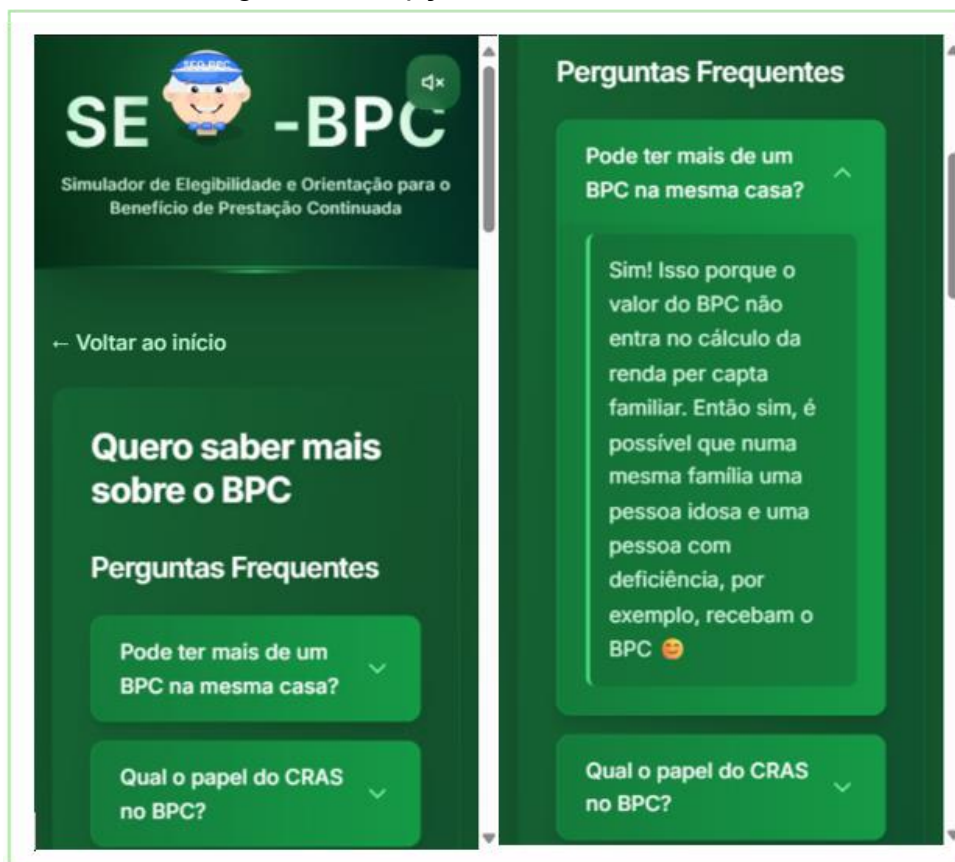 SEO-BPC
SE -BPC
Simulador de Elegibilidade e Orientação para o
Benefício de Prestação Continuada
← Voltar ao início
Quero saber mais
sobre o BPC
Perguntas Frequentes
Pode ter mais de um
BPC na mesma casa?
Qual o papel do CRAS
no BPC?
Perguntas Frequentes
Pode ter mais de um
BPC na mesma casa?
Sim! Isso porque o
valor do BPC não
entra no cálculo da
renda per capta
familiar. Então sim, é
possível que numa
mesma família uma
pessoa idosa e uma
pessoa com
deficiência, por
exemplo, recebam o
BPC 😊
Qual o papel do CRAS
no BPC?